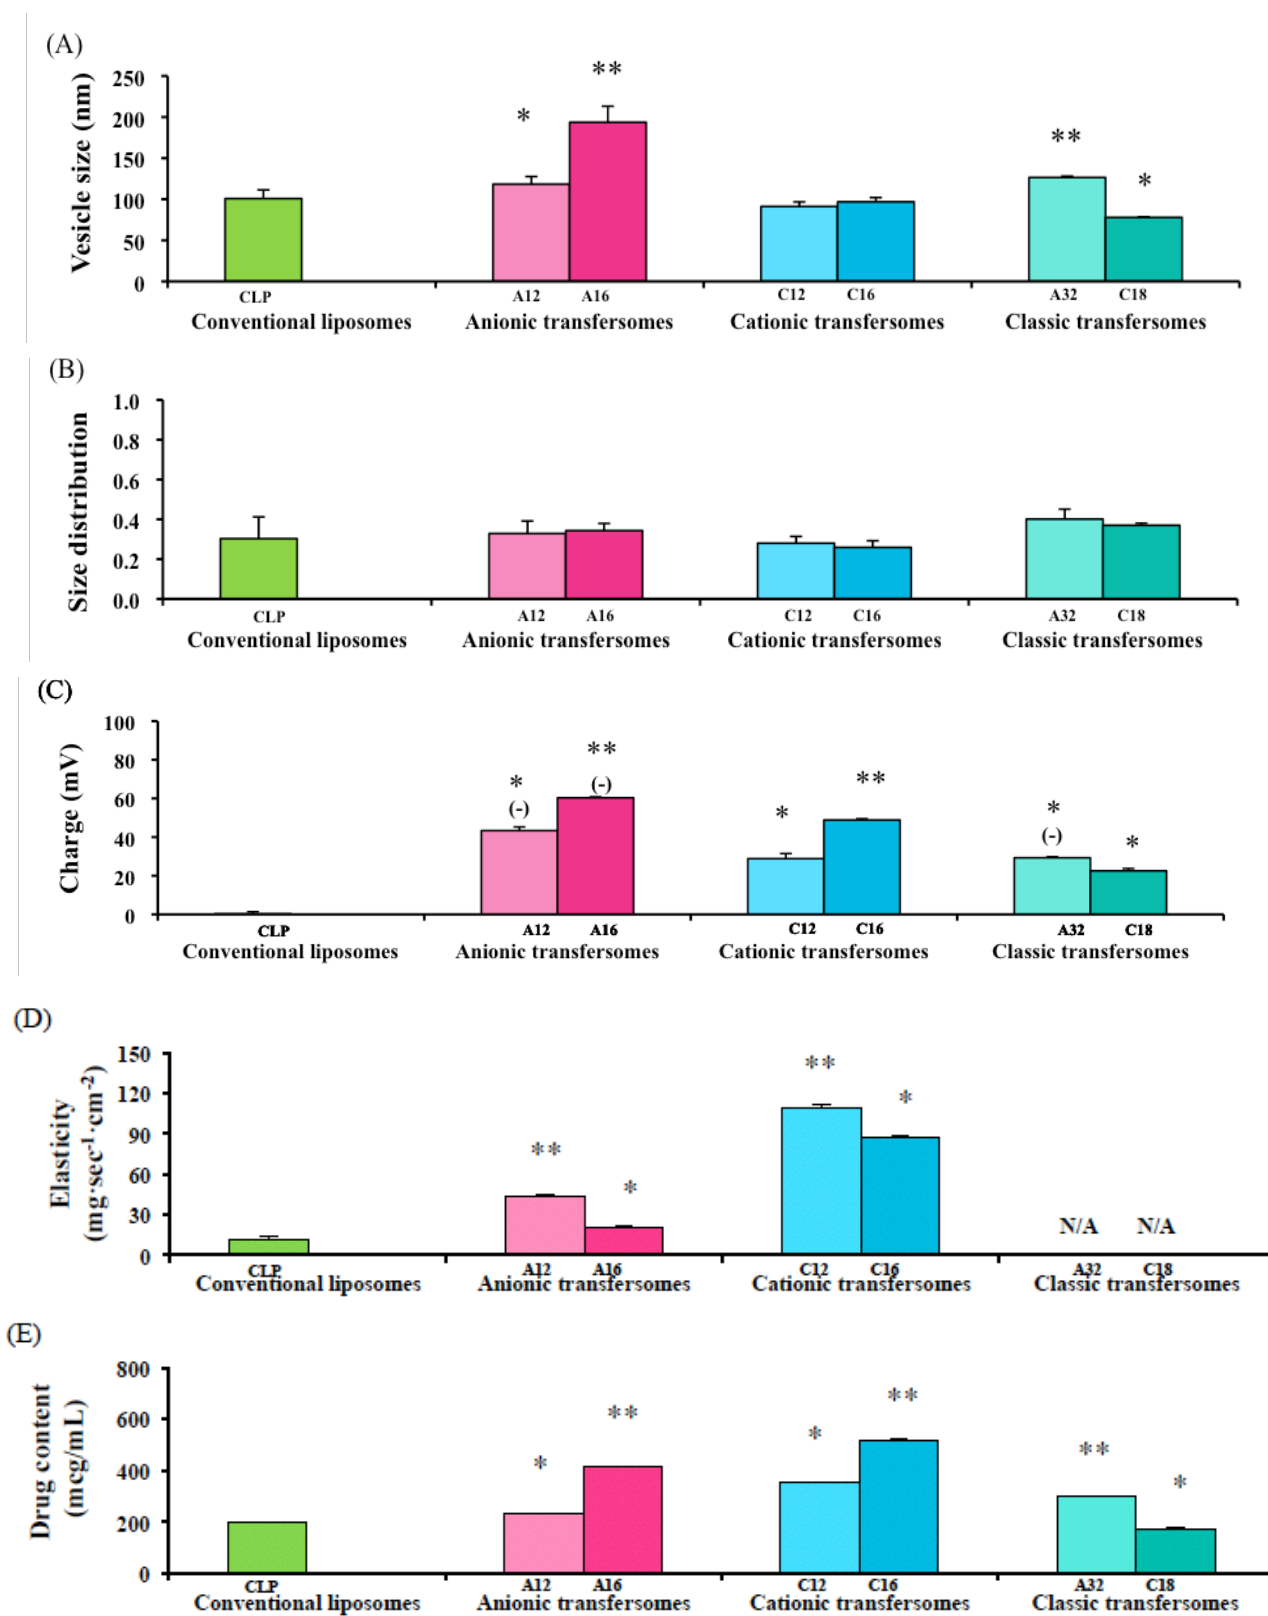 (A)
Vesicle size (nm)
250
200
150
100
50
0
*
**
**
*
CLP
A12
A16
C12
C16
A32
C18
Conventional liposomes
Anionic transfersomes
Cationic transfersomes
Classic transfersomes
(B)
Size distribution
1.0
0.8
0.6
0.4
0.2
0.0
CLP
A12
A16
C12
C16
A32
C18
Conventional liposomes
Anionic transfersomes
Cationic transfersomes
Classic transfersomes
(C)
Charge (mV)
100
80
60
40
20
0
*
(-)
**
(-)
*
**
*
(-)
*
CLP
A12
A16
C12
C16
A32
C18
Conventional liposomes
Anionic transfersomes
Cationic transfersomes
Classic transfersomes
(D)
Elasticity
(mg·sec⁻¹·cm⁻²)
150
120
90
60
30
0
**
*
**
*
N/A
N/A
CLP
A12
A16
C12
C16
A32
C18
Conventional liposomes
Anionic transfersomes
Cationic transfersomes
Classic transfersomes
(E)
Drug content
(mcg/mL)
800
600
400
200
0
*
**
*
**
**
*
CLP
A12
A16
C12
C16
A32
C18
Conventional liposomes
Anionic transfersomes
Cationic transfersomes
Classic transfersomes